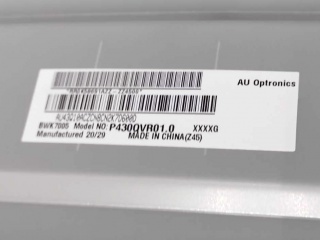 AU Optronics
BWK7005 Model NO. P430QVR01.0 XXXXG
Manufactured 20/29 MADE IN CHINA(Z45)